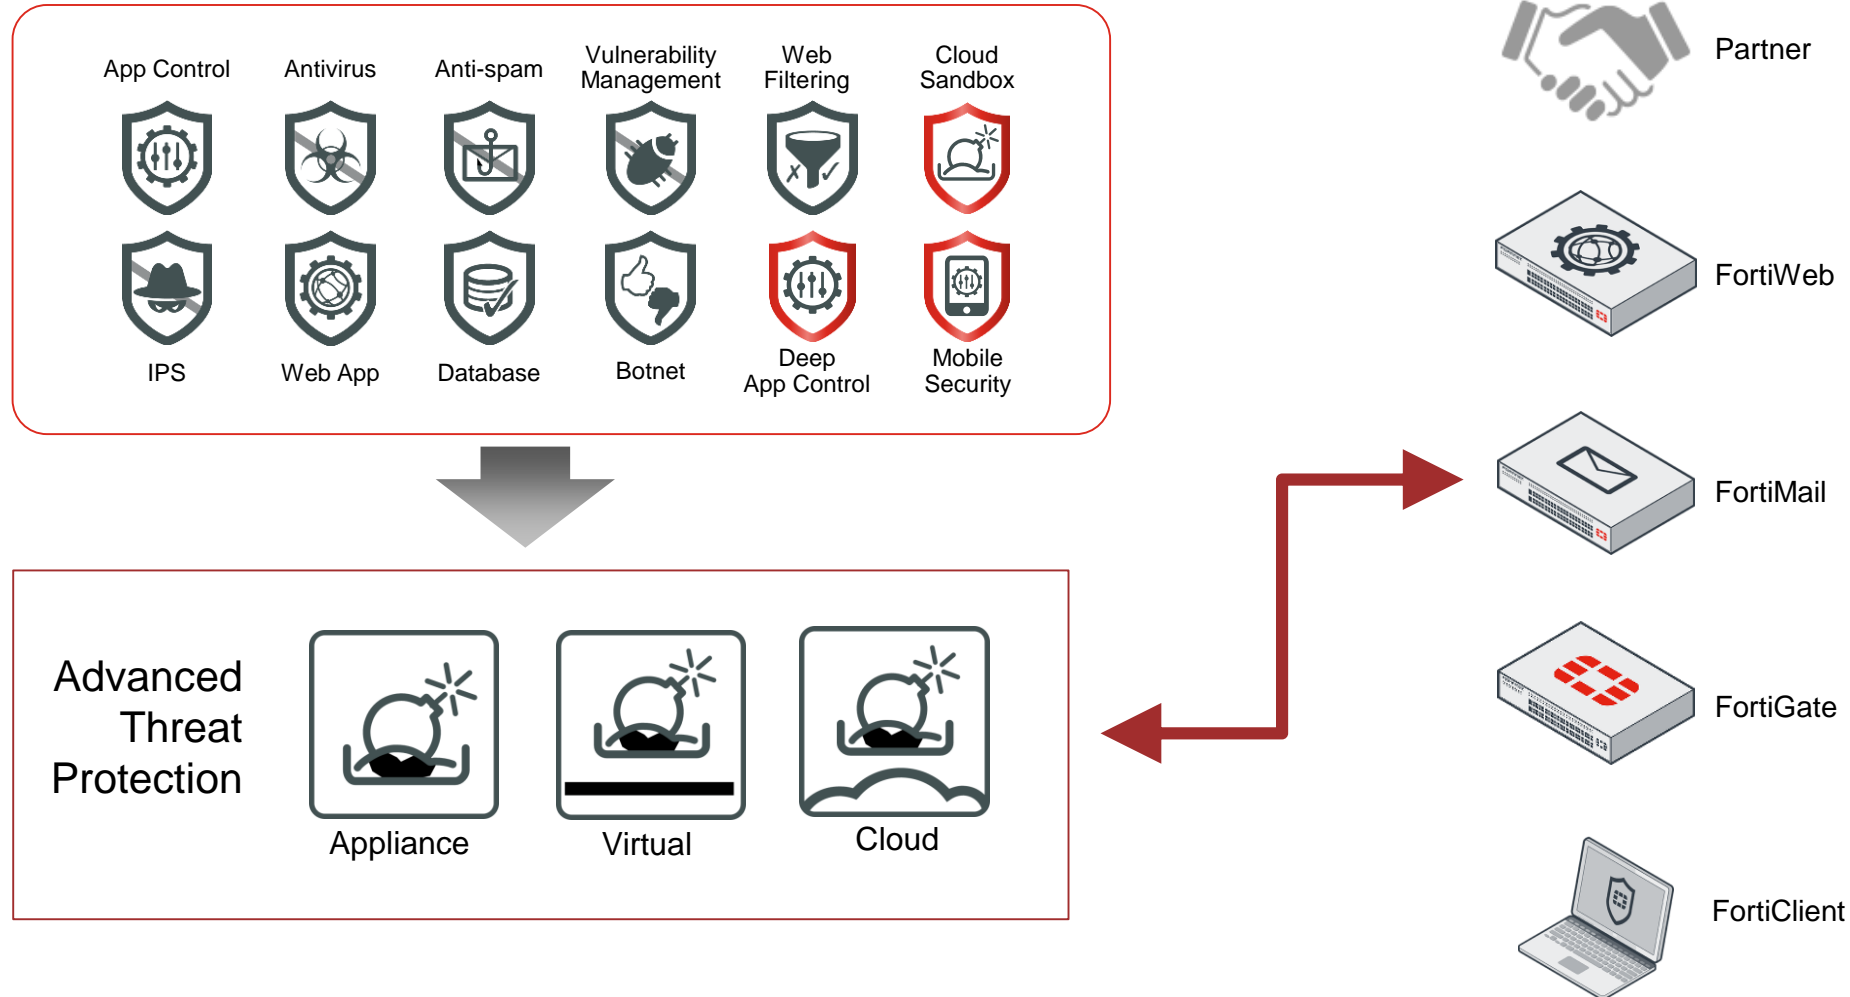 App Control
Antivirus
Anti-spam
Vulnerability
Management
Web
Filtering
Cloud
Sandbox
IPS
Web App
Database
Botnet
Deep
App Control
Mobile
Security
Advanced
Threat
Protection
Appliance
Virtual
Cloud
Partner
FortiWeb
FortiMail
FortiGate
FortiClient